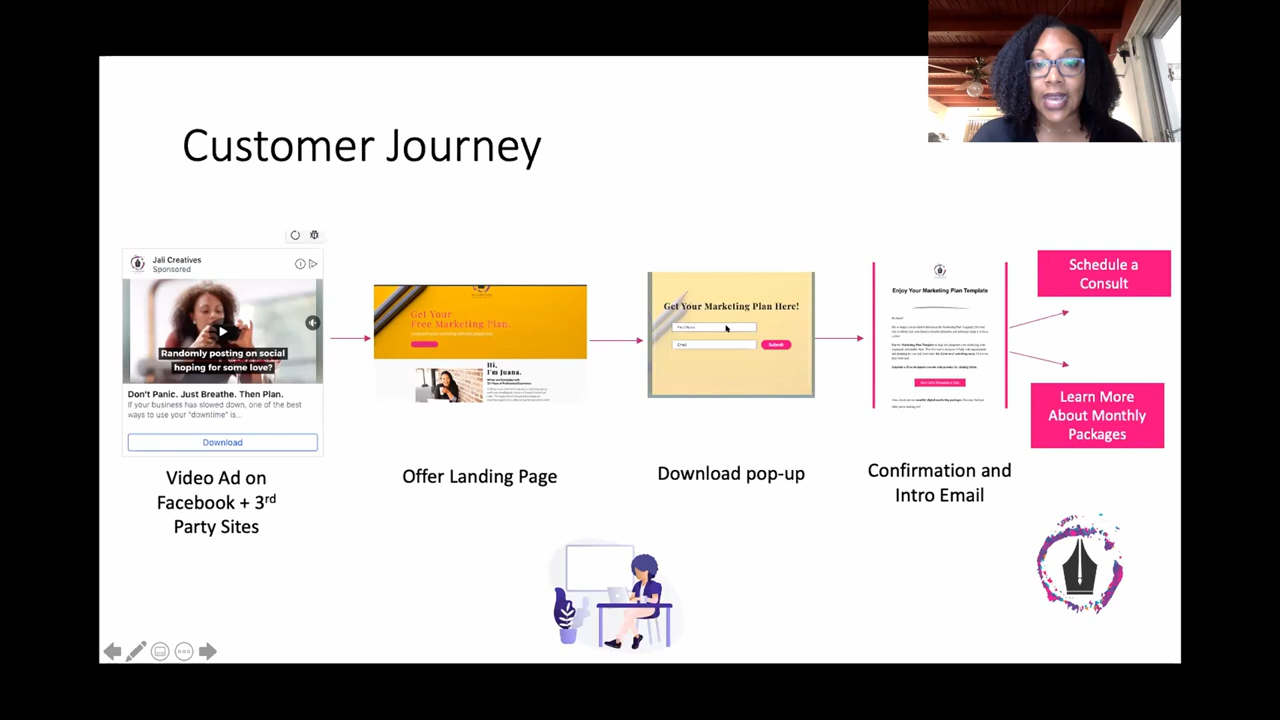 Customer Journey
Jali Creatives
Sponsored
Randomly posting on social
hoping for some love?
Don't Panic. Just Breathe. Then Plan.
If your business has slowed down, one of the best
ways to use your "downtime" is...
Download
Video Ad on
Facebook + 3rd
Party Sites
Get Your
Free Marketing Plan.
Hi,
I'm Juana.
Offer Landing Page
Get Your Marketing Plan Here!
Email
Submit
Download pop-up
Enjoy Your Marketing Plan Template
Confirmation and
Intro Email
Schedule a
Consult
Learn More
About Monthly
Packages